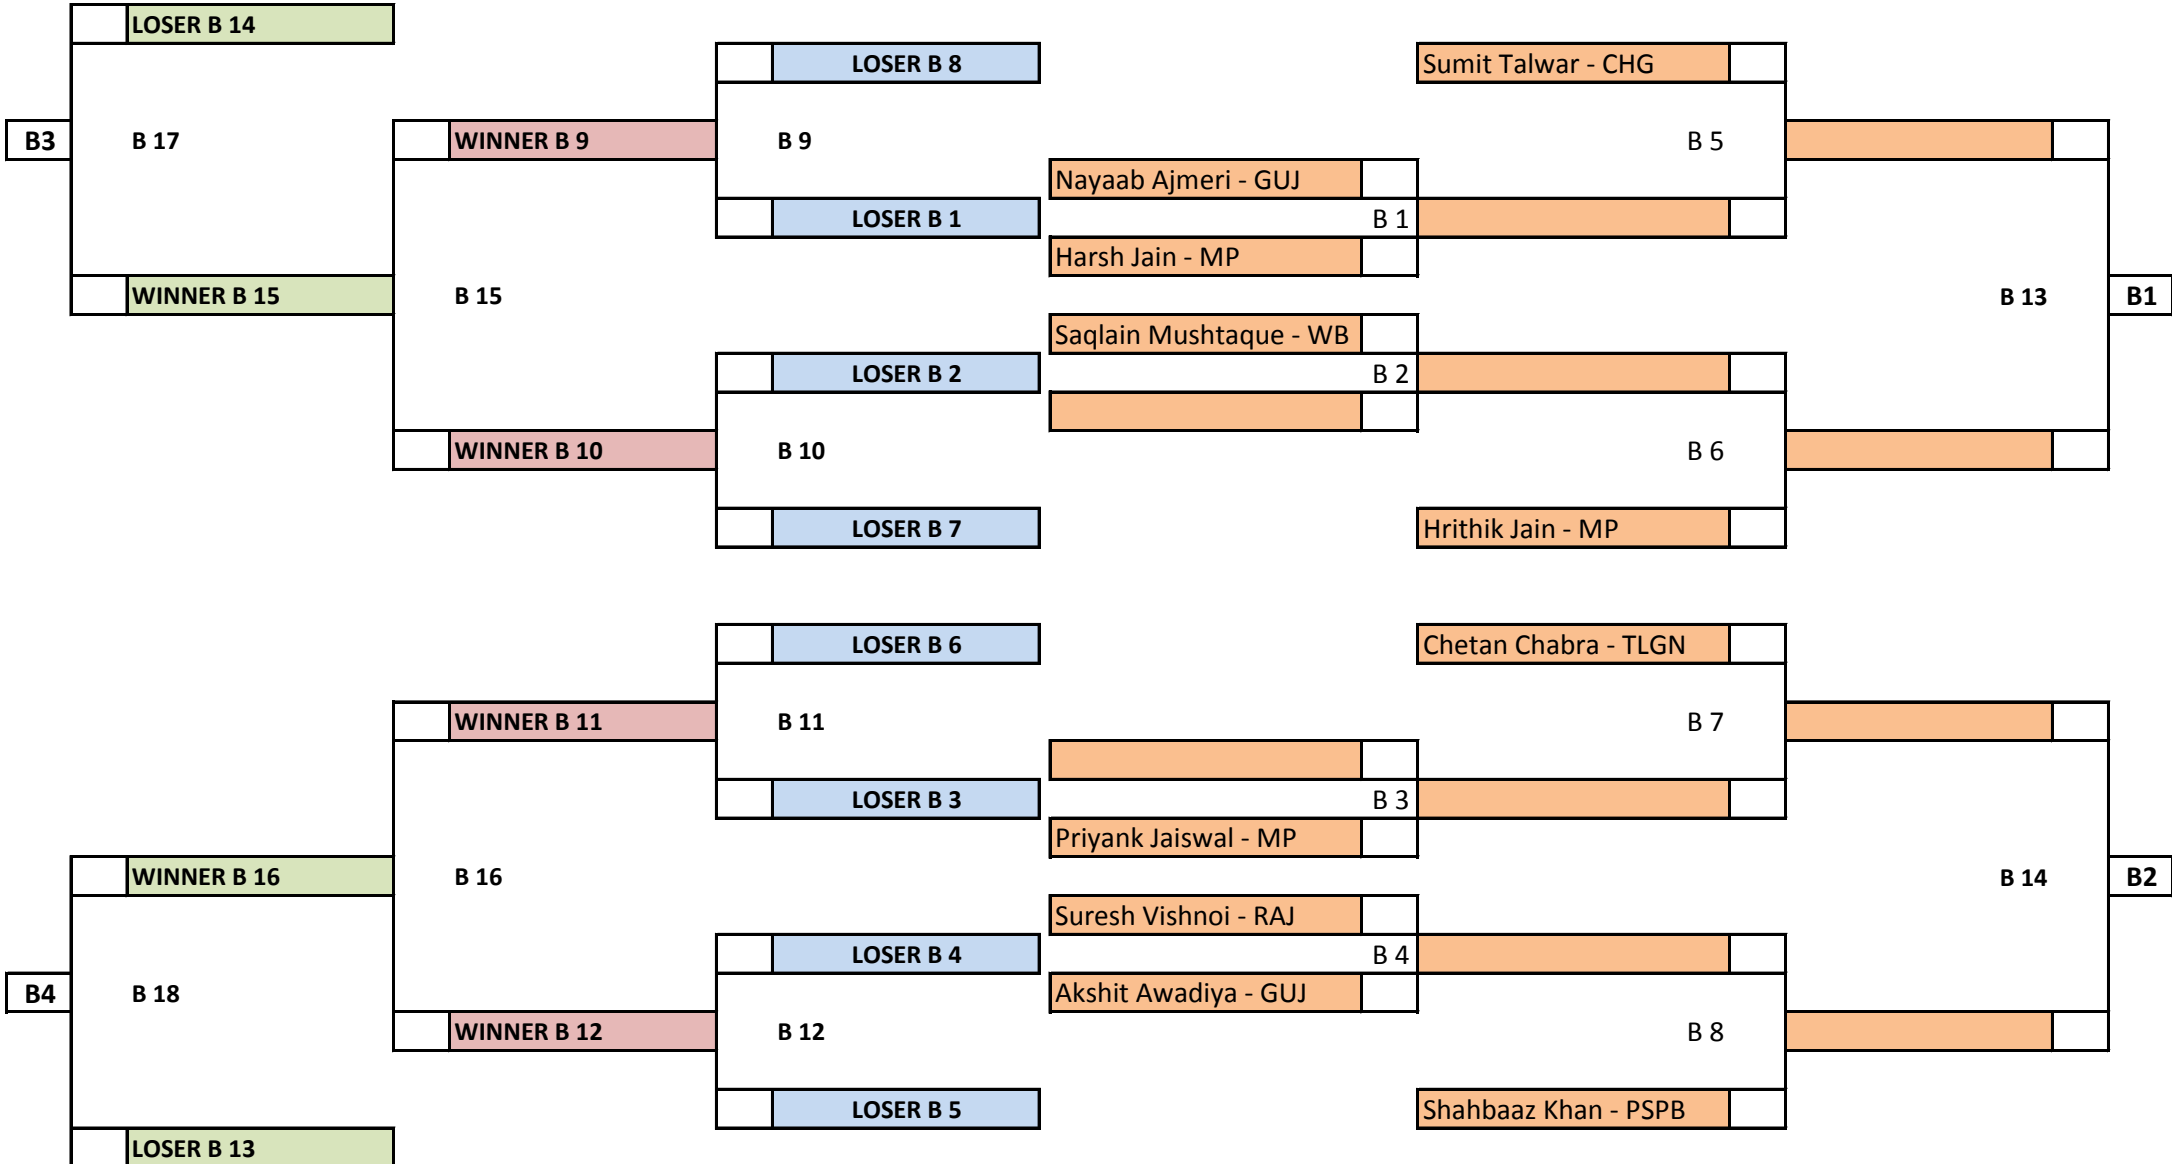 LOSER B 14
LOSER B 8
Sumit Talwar - CHG
B3
B 17
WINNER B 9
B 9
B 5
Nayaab Ajmeri - GUJ
LOSER B 1
B 1
Harsh Jain - MP
WINNER B 15
B 15
B 13
B1
Saqlain Mushtaque - WB
LOSER B 2
B 2
WINNER B 10
B 10
B 6
LOSER B 7
Hrithik Jain - MP
LOSER B 6
Chetan Chabra - TLGN
WINNER B 11
B 11
B 7
LOSER B 3
B 3
Priyank Jaiswal - MP
WINNER B 16
B 16
B 14
B2
Suresh Vishnoi - RAJ
LOSER B 4
B 4
B4
B 18
Akshit Awadiya - GUJ
WINNER B 12
B 12
B 8
LOSER B 5
Shahbaaz Khan - PSPB
LOSER B 13